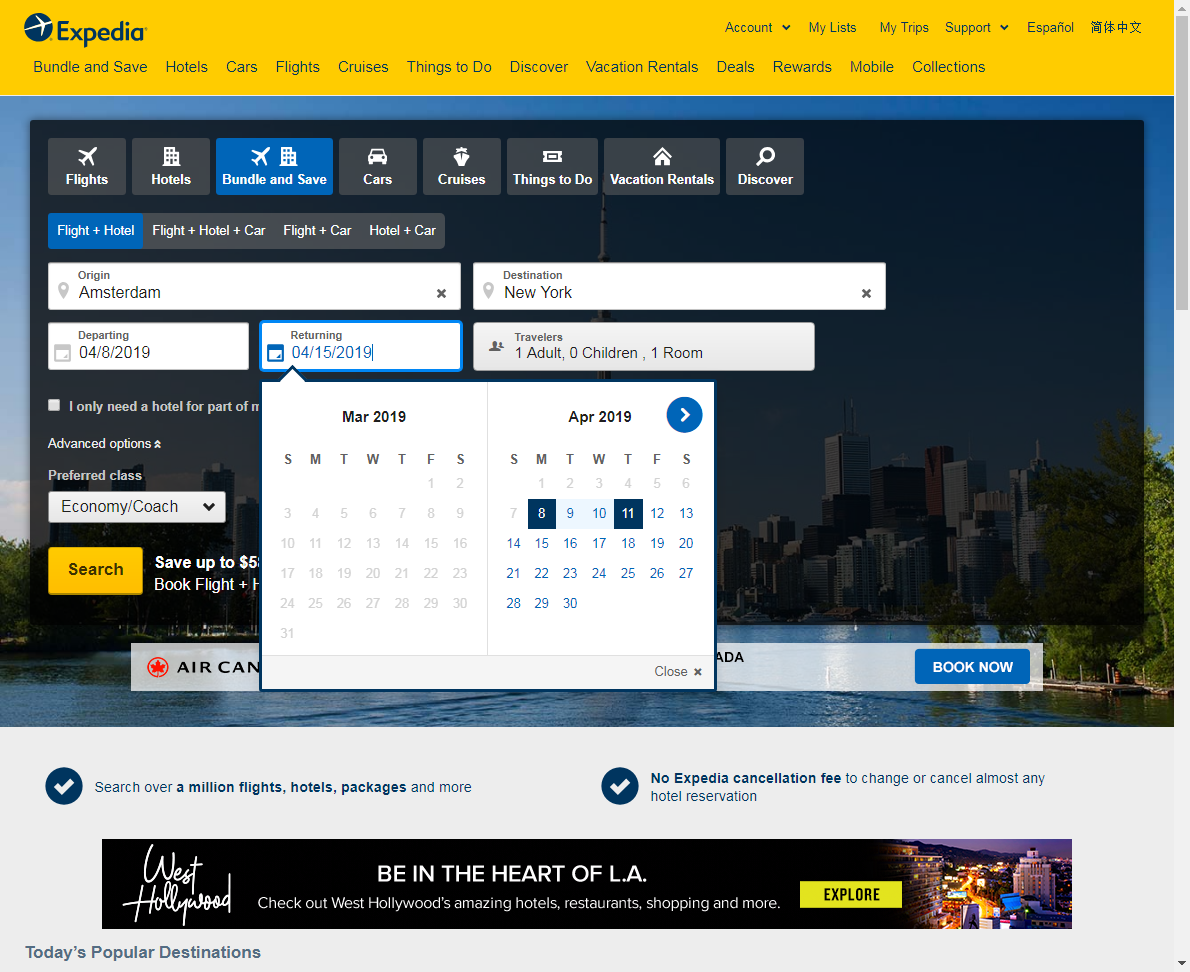 Expedia
Account My Lists My Trips Support Español 简体中文
Bundle and Save Hotels Cars Flights Cruises Things to Do Discover Vacation Rentals Deals Rewards Mobile Collections
Flights Hotels Bundle and Save Cars Cruises Things to Do Vacation Rentals Discover
Flight + Hotel Flight + Hotel + Car Flight + Car Hotel + Car
Origin
Amsterdam
Destination
New York
Departing
04/8/2019
Returning
04/15/2019
Travelers
1 Adult, 0 Children , 1 Room
I only need a hotel for part of m
Advanced options
Preferred class
Economy/Coach
Search
Save up to $5
Book Flight + H
Mar 2019
S M T W T F S
1 2
3 4 5 6 7 8 9
10 11 12 13 14 15 16
17 18 19 20 21 22 23
24 25 26 27 28 29 30
31
Apr 2019
S M T W T F S
1 2 3 4 5 6
7 8 9 10 11 12 13
14 15 16 17 18 19 20
21 22 23 24 25 26 27
28 29 30
Close
AIR CAN
ADA
BOOK NOW
Search over a million flights, hotels, packages and more
No Expedia cancellation fee to change or cancel almost any
hotel reservation
West
Hollywood
BE IN THE HEART OF L.A.
Check out West Hollywood's amazing hotels, restaurants, shopping and more.
EXPLORE
Today's Popular Destinations